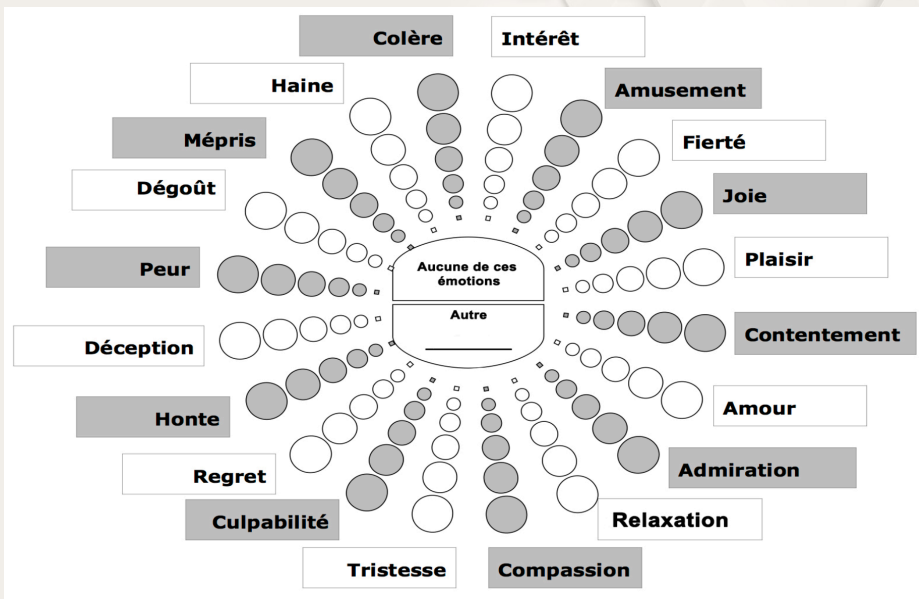 Colère
Intérêt
Haine
Amusement
Mépris
Fierté
Dégoût
Joie
Peur
Plaisir
Aucune de ces
émotions
Autre
Déception
Contentement
Honte
Amour
Regret
Admiration
Culpabilité
Relaxation
Tristesse
Compassion